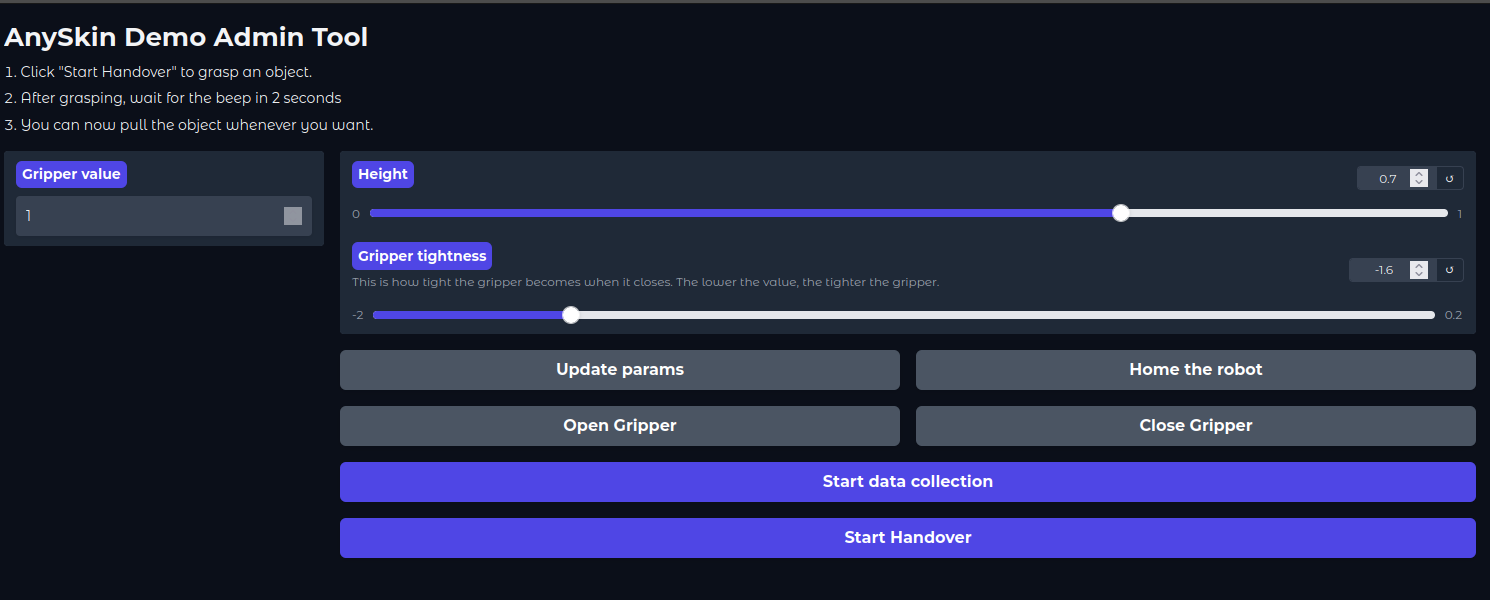 AnySkin Demo Admin Tool
1. Click "Start Handover" to grasp an object.
2. After grasping, wait for the beep in 2 seconds
3. You can now pull the object whenever you want.
Gripper value
1
Height
0.7
↺
0
1
Gripper tightness
This is how tight the gripper becomes when it closes. The lower the value, the tighter the gripper.
-1.6
↺
-2
0.2
Update params
Home the robot
Open Gripper
Close Gripper
Start data collection
Start Handover